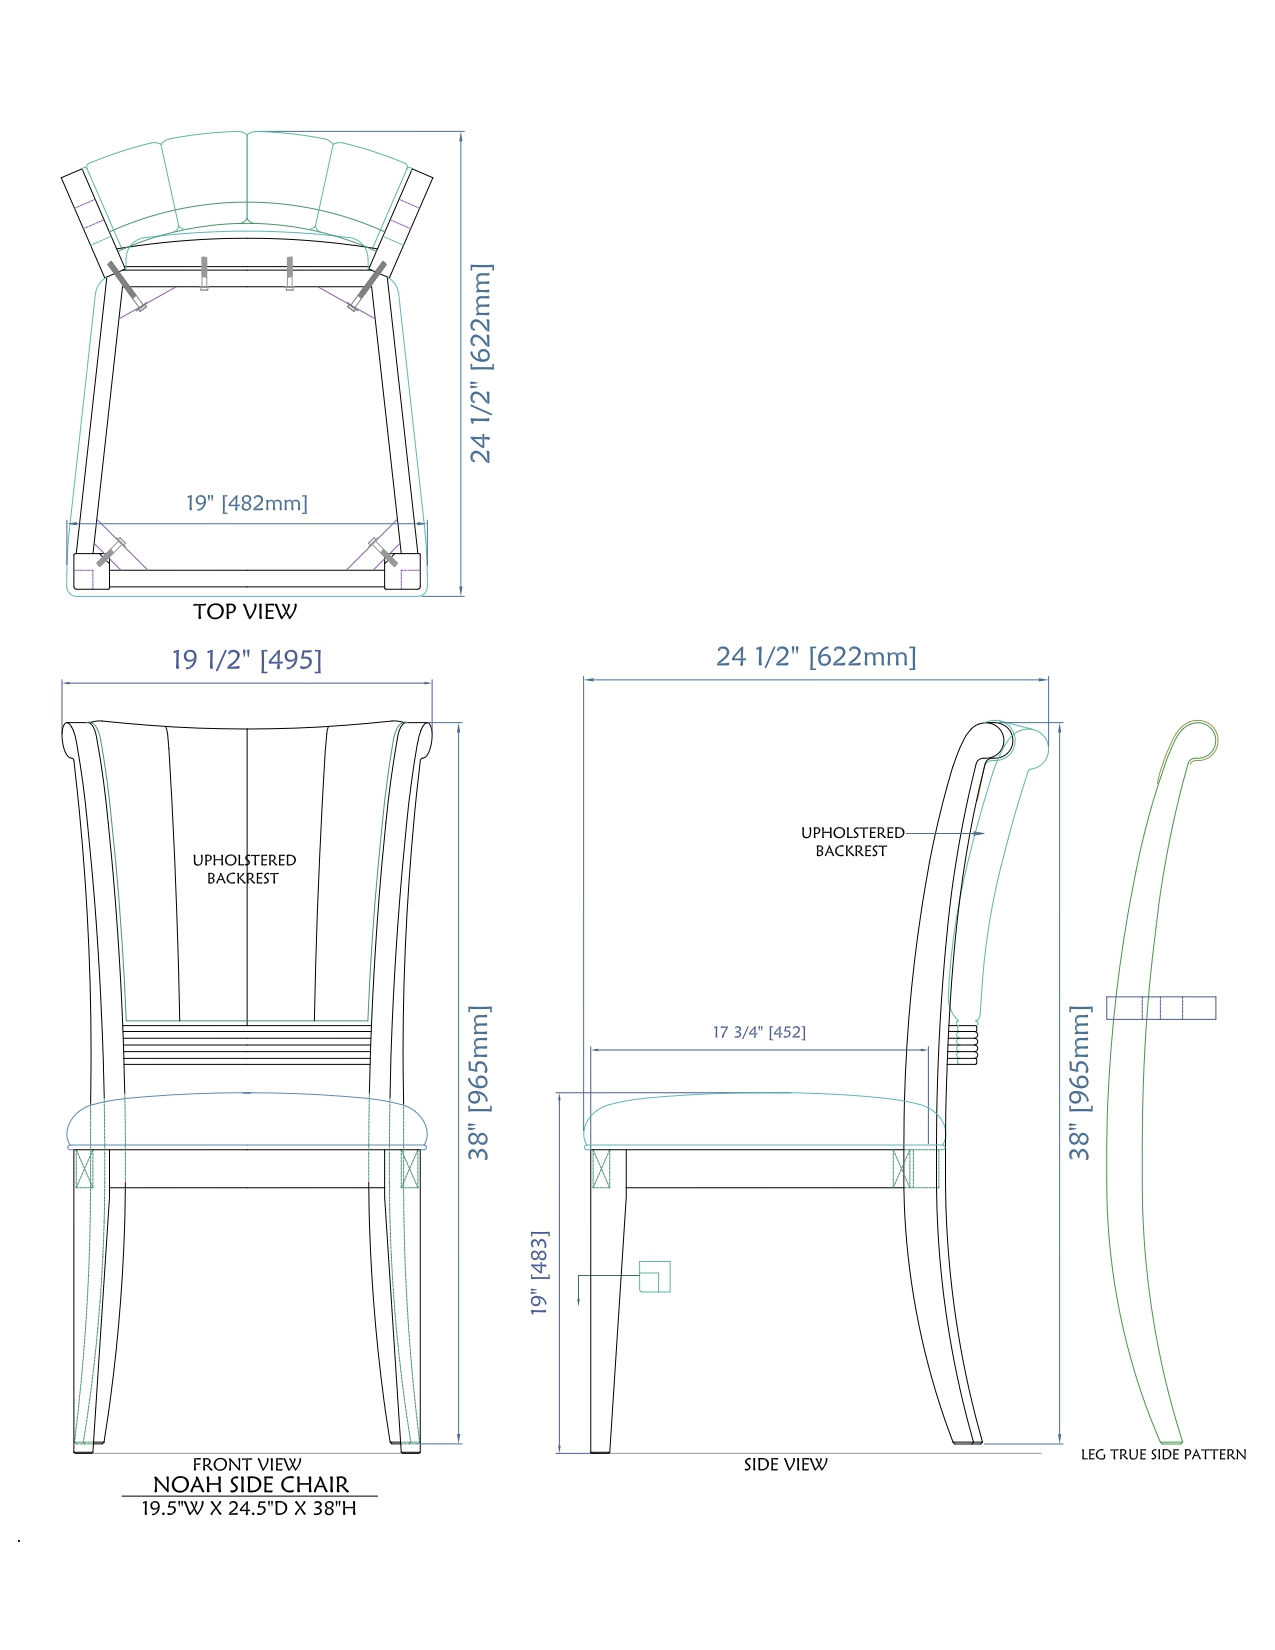 24 1/2" [622mm]
19" [482mm]
TOP VIEW
19 1/2" [495]
24 1/2" [622mm]
UPHOLSTERED
BACKREST
UPHOLSTERED
BACKREST
38" [965mm]
17 3/4" [452]
38" [965mm]
19" [483]
FRONT VIEW
NOAH SIDE CHAIR
19.5"W X 24.5"D X 38"H
SIDE VIEW
LEG TRUE SIDE PATTERN